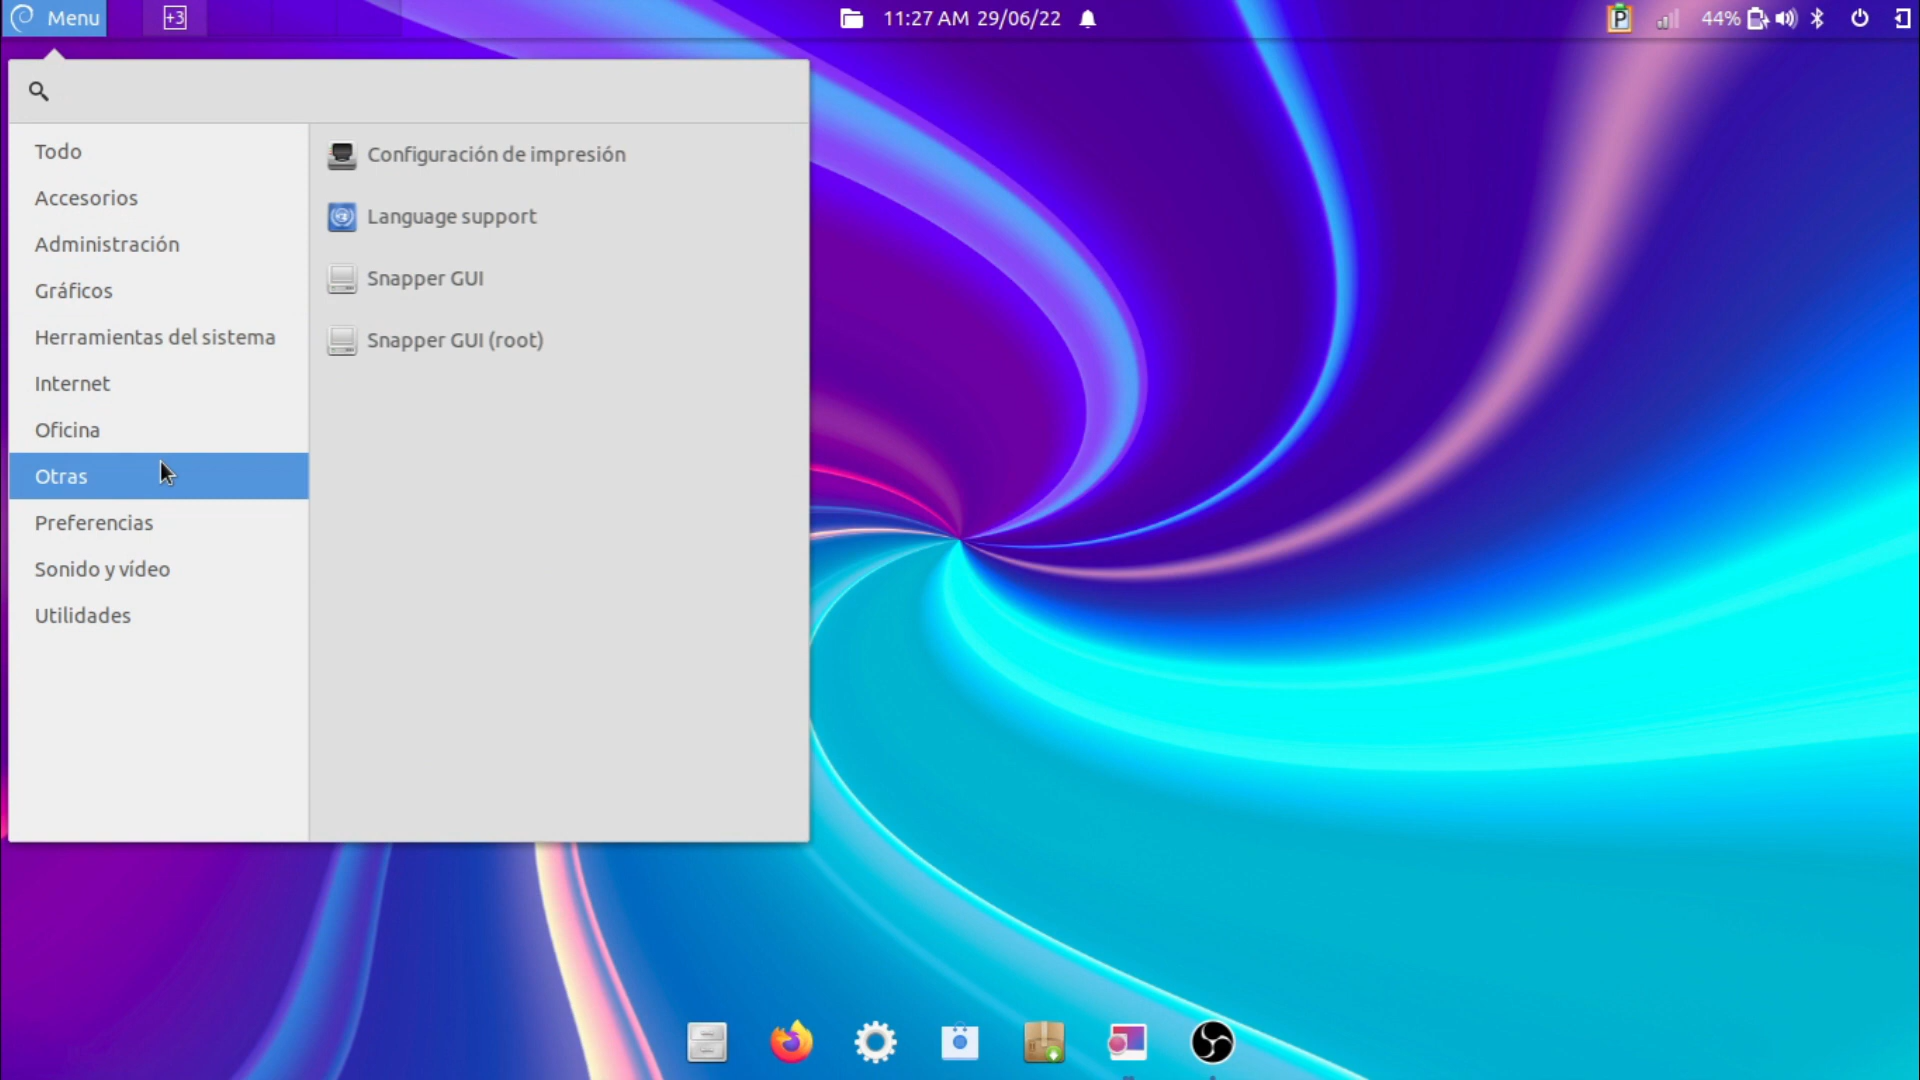 Menu
+3
11:27 AM 29/06/22
P
44%
Todo
Accesorios
Administración
Gráficos
Herramientas del sistema
Internet
Oficina
Otras
Preferencias
Sonido y vídeo
Utilidades
Configuración de impresión
Language support
Snapper GUI
Snapper GUI (root)